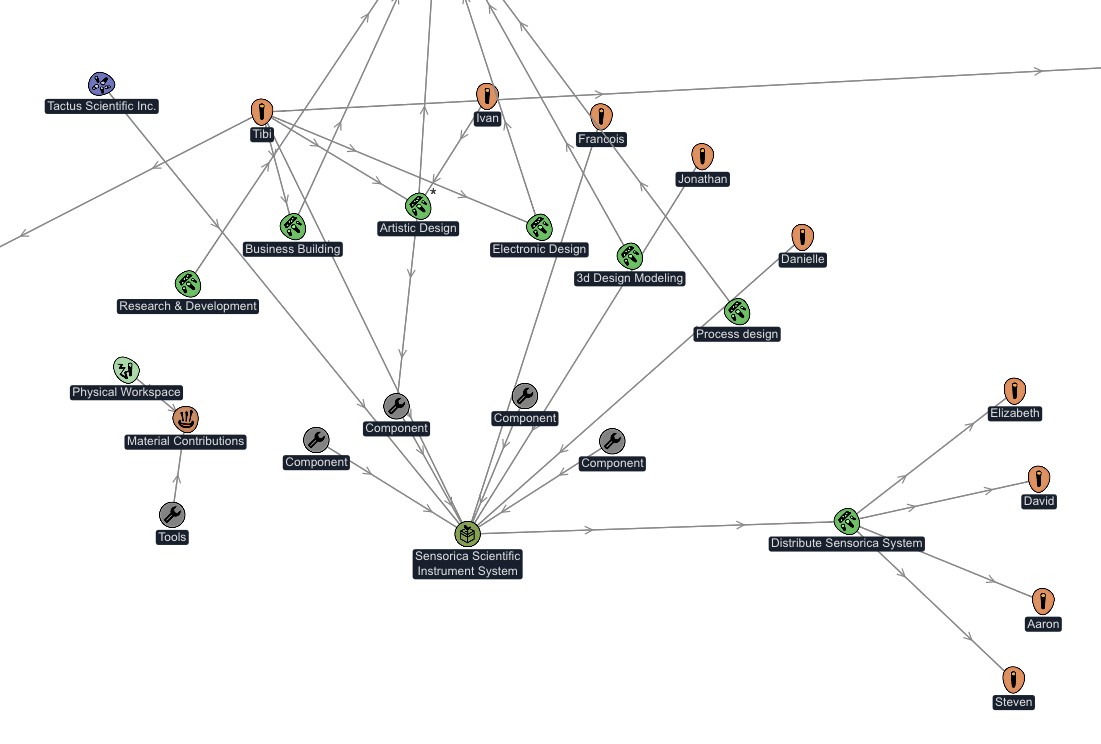 Tactus Scientific Inc.
Tibi
Ivan
Francois
Jonathan
*
Artistic Design
Business Building
Electronic Design
Danielle
3d Design Modeling
Research & Development
Process design
Physical Workspace
Material Contributions
Component
Component
Component
Component
Elizabeth
David
Tools
Sensorica Scientific
Instrument System
Distribute Sensorica System
Aaron
Steven